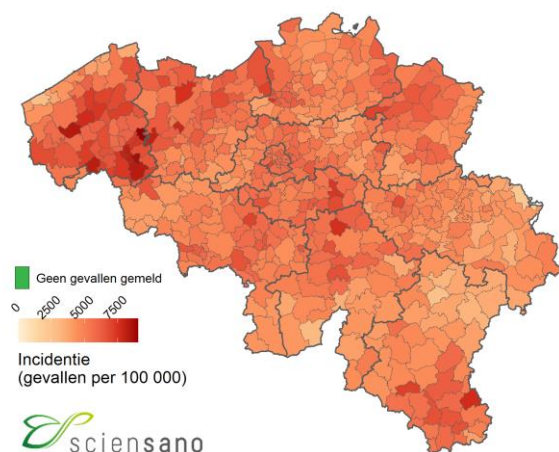 Geen gevallen gemeld
0 2500 5000 7500
Incidentie
(gevallen per 100 000)
sciensano